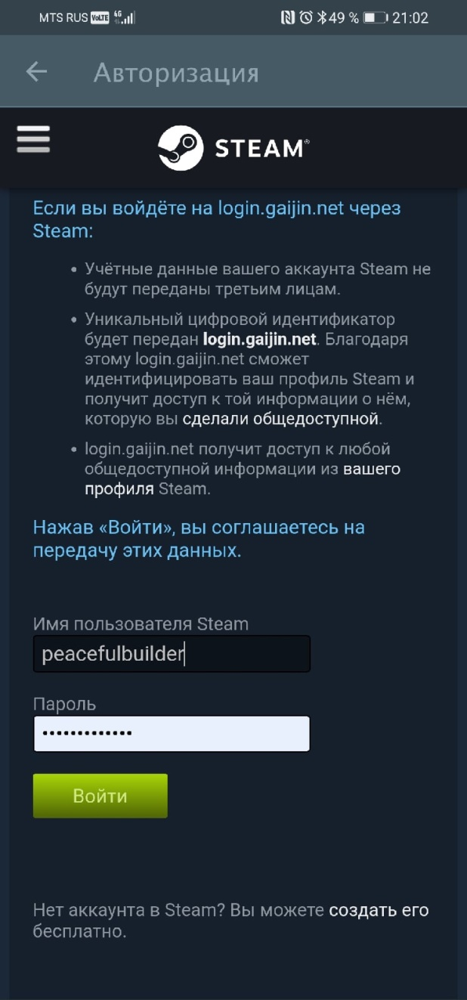 MTS RUS VoLTE 4G 49 % 21:02
Авторизация
STEAM®
Если вы войдёте на login.gaijin.net через
Steam:
• Учётные данные вашего аккаунта Steam не
будут переданы третьим лицам.
• Уникальный цифровой идентификатор
будет передан login.gaijin.net. Благодаря
этому login.gaijin.net сможет
идентифицировать ваш профиль Steam и
получит доступ к той информации о нём,
которую вы сделали общедоступной.
• login.gaijin.net получит доступ к любой
общедоступной информации из вашего
профиля Steam.
Нажав «Войти», вы соглашаетесь на
передачу этих данных.
Имя пользователя Steam
peacefulbuilder
Пароль
•••••••••••••
Войти
Нет аккаунта в Steam? Вы можете создать его
бесплатно.